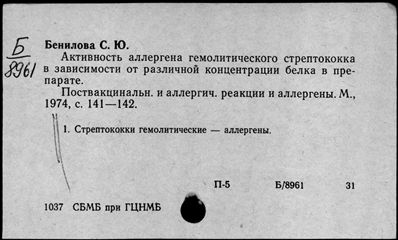 Б
8961
Бенилова С. Ю.
Активность аллергена гемолитического стрептококка
в зависимости от различной концентрации белка в пре-
парате.
Поствакцинальн. и аллергич. реакции и аллергены. М.,
1974, с. 141—142.
1. Стрептококки гемолитические — аллергены.
П-5 Б/8961 31
1037 СБМБ при ГЦНМБ